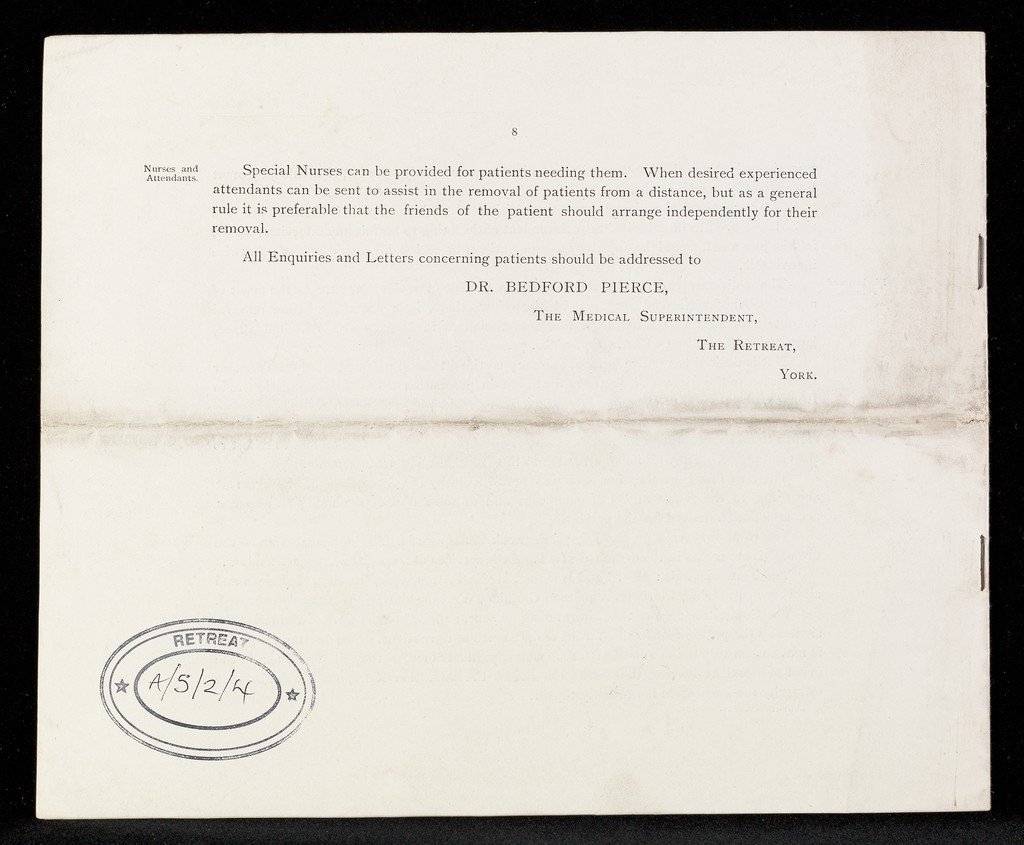 8
Nurses and
Attendants.
Special Nurses can be provided for patients needing them. When desired experienced
attendants can be sent to assist in the removal of patients from a distance, but as a general
rule it is preferable that the friends of the patient should arrange independently for their
removal.
All Enquiries and Letters concerning patients should be addressed to
DR. BEDFORD PIERCE,
THE MEDICAL SUPERINTENDENT,
THE RETREAT,
YORK.
RETREAT
A/5/2/4